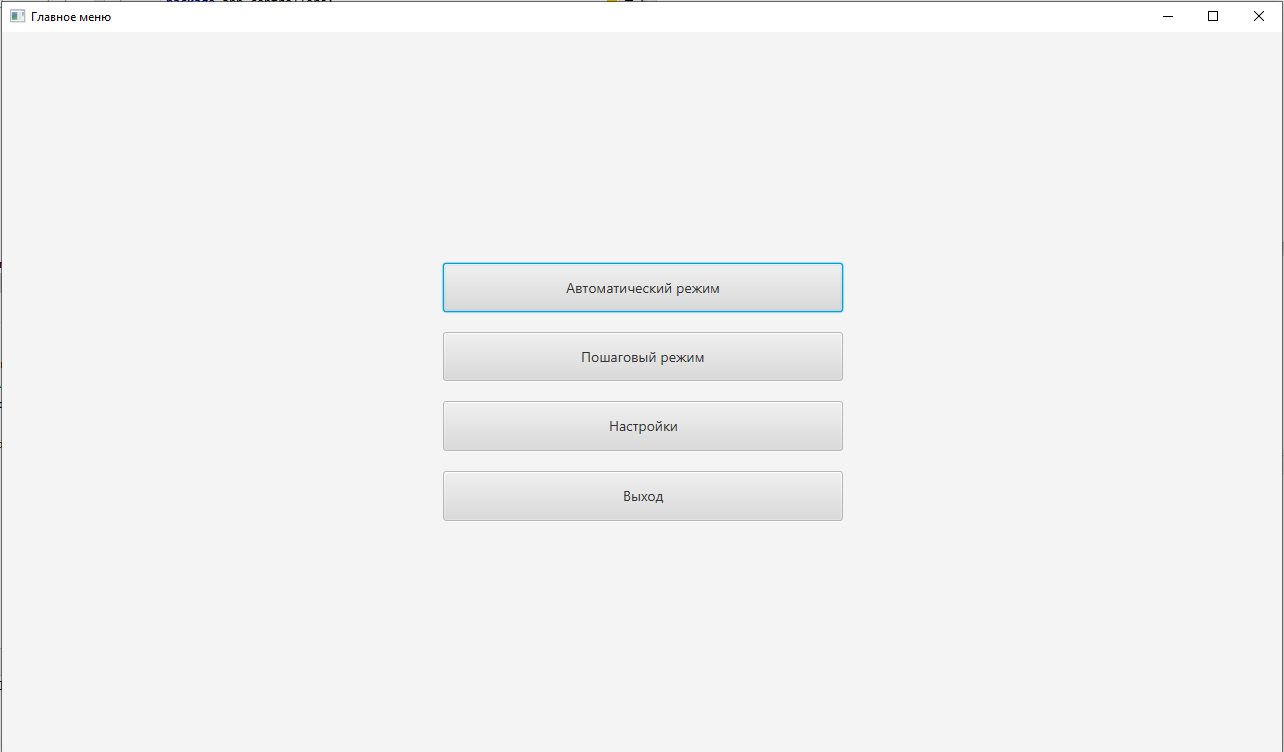 Главное меню
Автоматический режим
Пошаговый режим
Настройки
Выход